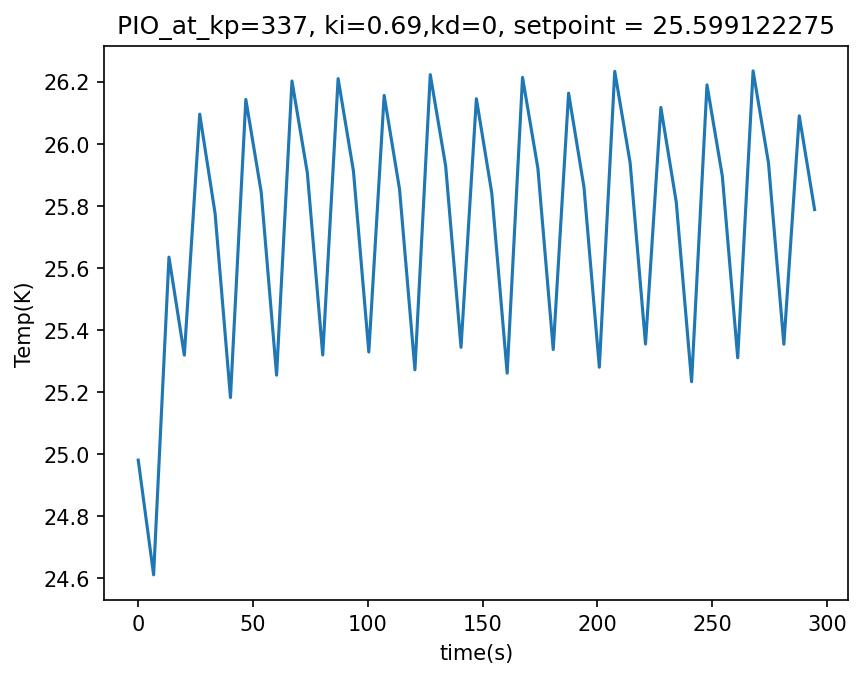 PIO_at_kp=337, ki=0.69,kd=0, setpoint = 25.599122275
26.2
26.0
25.8
25.6
25.4
25.2
25.0
24.8
24.6
Temp(K)
0 50 100 150 200 250 300
time(s)